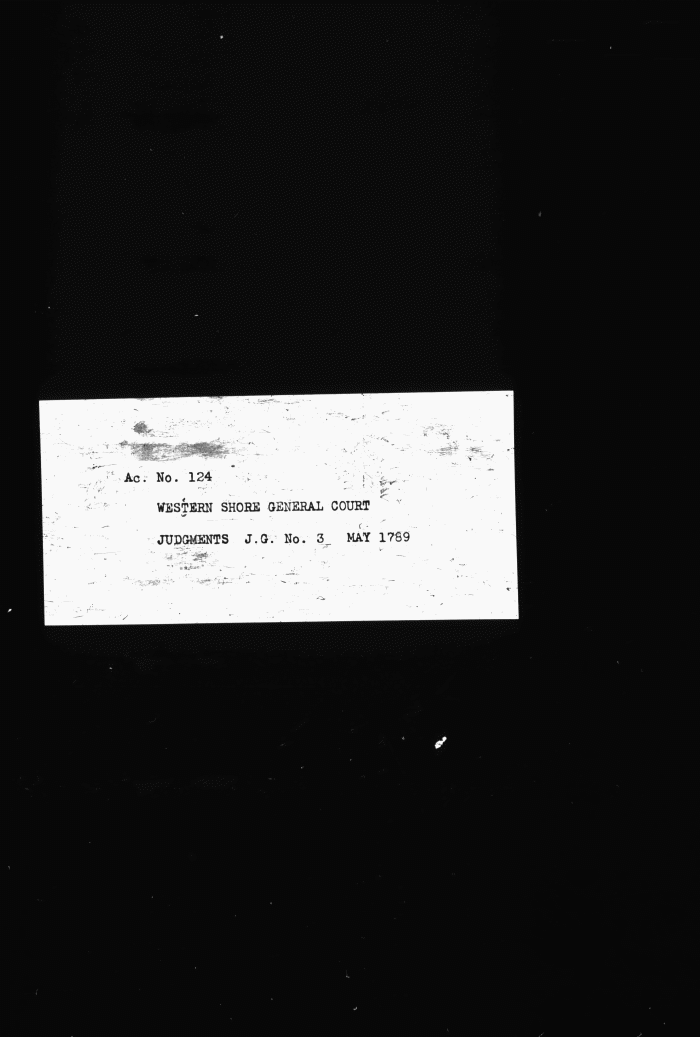 Ac. No. 124
WESTERN SHORE GENERAL COURT
JUDGMENTS J.G. No. 3 MAY 1789